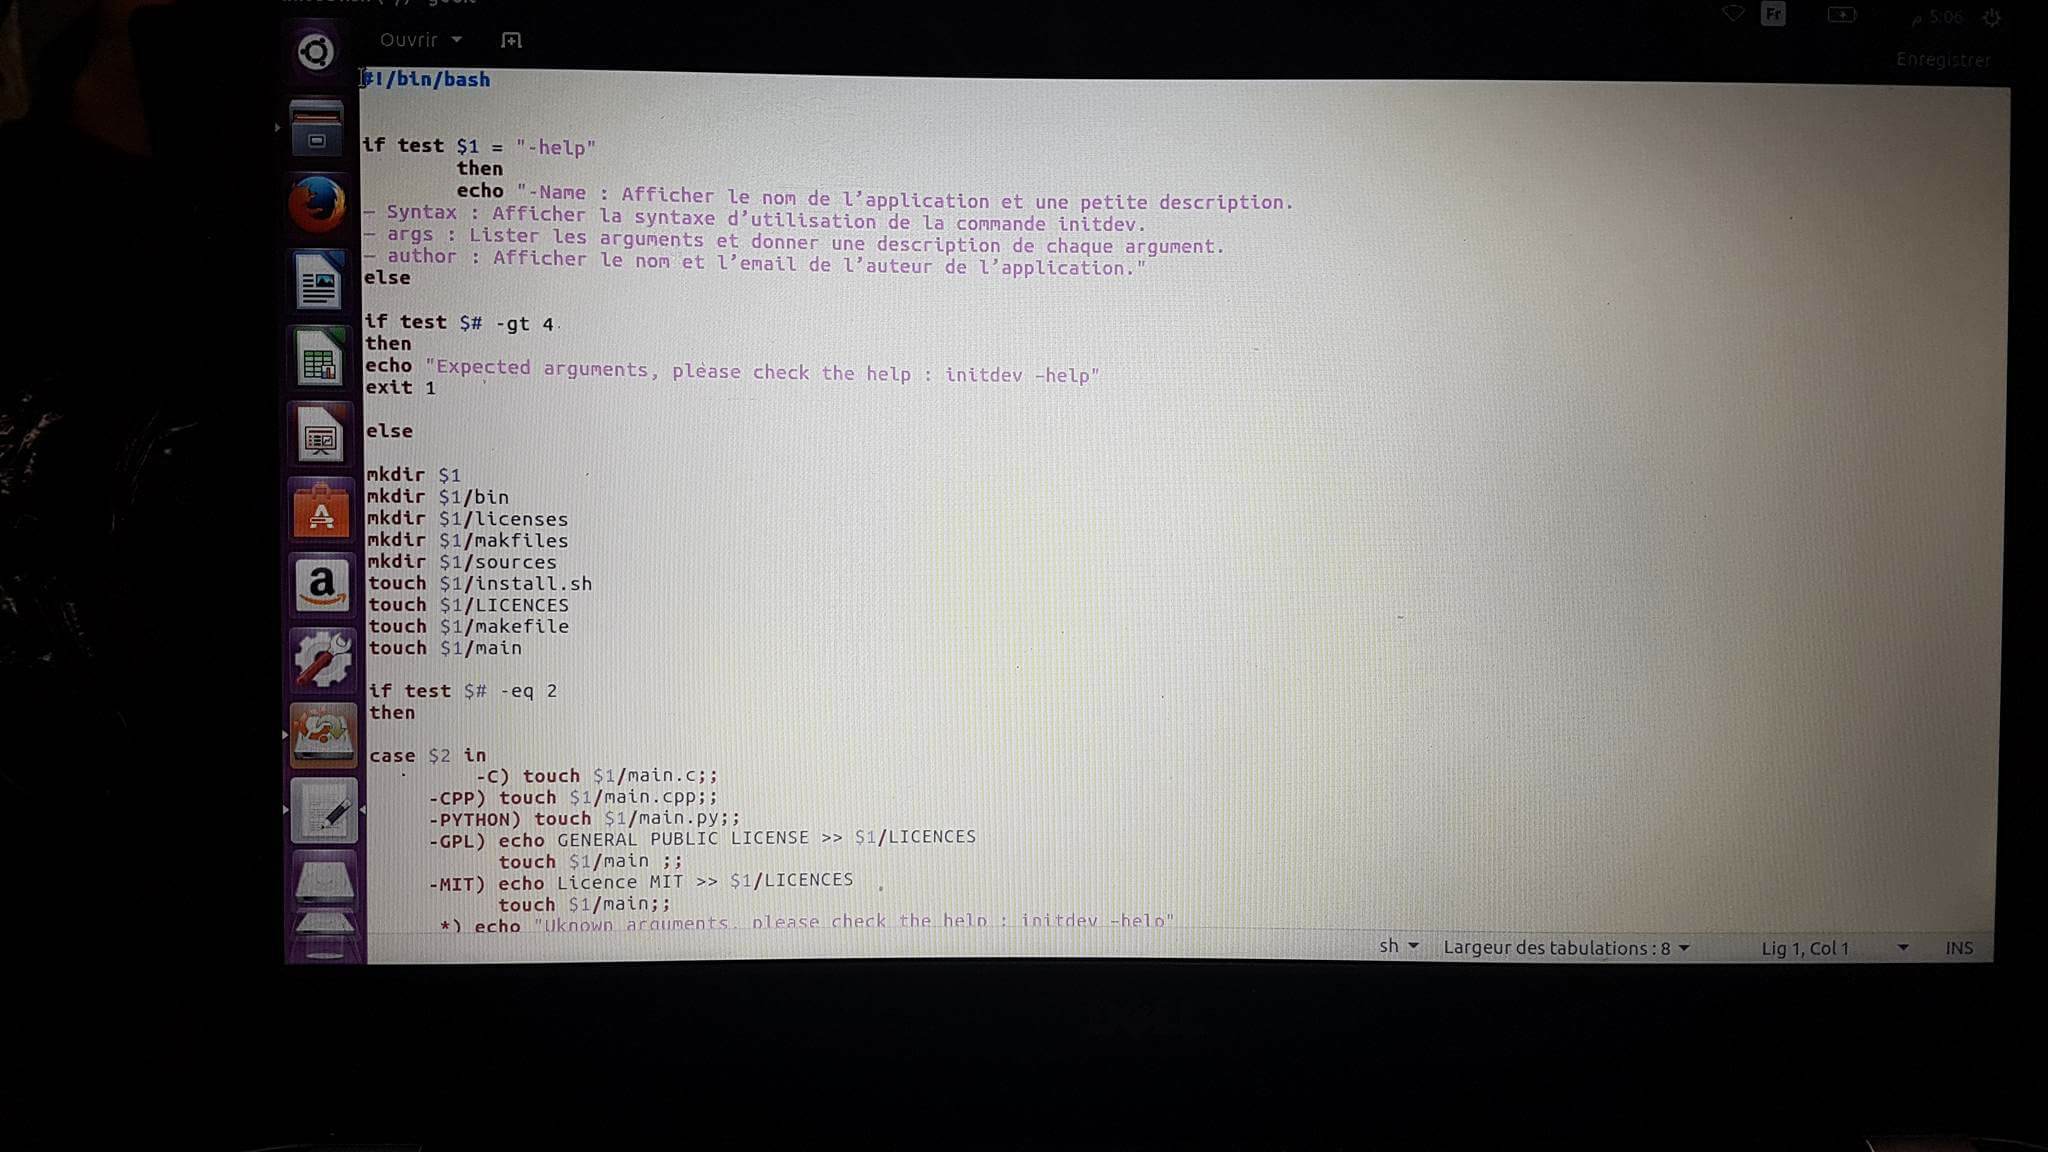 Ouvrir
Fr
5:06
Enregistrer
#!/bin/bash
if test $1 = "-help"
then
echo "-Name : Afficher le nom de l’application et une petite description.
— Syntax : Afficher la syntaxe d’utilisation de la commande initdev.
— args : Lister les arguments et donner une description de chaque argument.
— author : Afficher le nom et l’email de l’auteur de l’application."
else
if test $# -gt 4
then
echo "Expected arguments, please check the help : initdev –help"
exit 1
else
mkdir $1
mkdir $1/bin
mkdir $1/licenses
mkdir $1/makfiles
mkdir $1/sources
touch $1/install.sh
touch $1/LICENCES
touch $1/makefile
touch $1/main
if test $# -eq 2
then
case $2 in
-C) touch $1/main.c;;
-CPP) touch $1/main.cpp;;
-PYTHON) touch $1/main.py;;
-GPL) echo GENERAL PUBLIC LICENSE >> $1/LICENCES
touch $1/main ;;
-MIT) echo Licence MIT >> $1/LICENCES
touch $1/main;;
*) echo "Uknown arguments, please check the help : initdev –help"
sh
Largeur des tabulations : 8
Lig 1, Col 1
INS